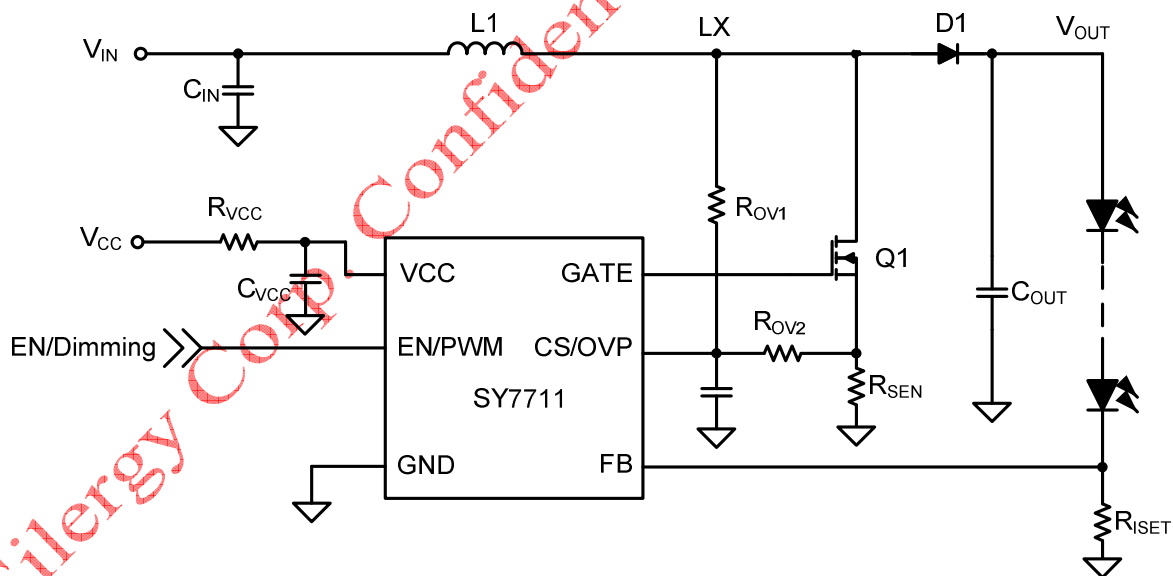 L1
LX
D1
VOUT
VIN
CIN
ROV1
RVCC
VCC
CVCC
VCC
GATE
Q1
COUT
ROV2
EN/Dimming
EN/PWM
CS/OVP
SY7711
RSEN
GND
FB
RISET
Silergy Corp. Confiden